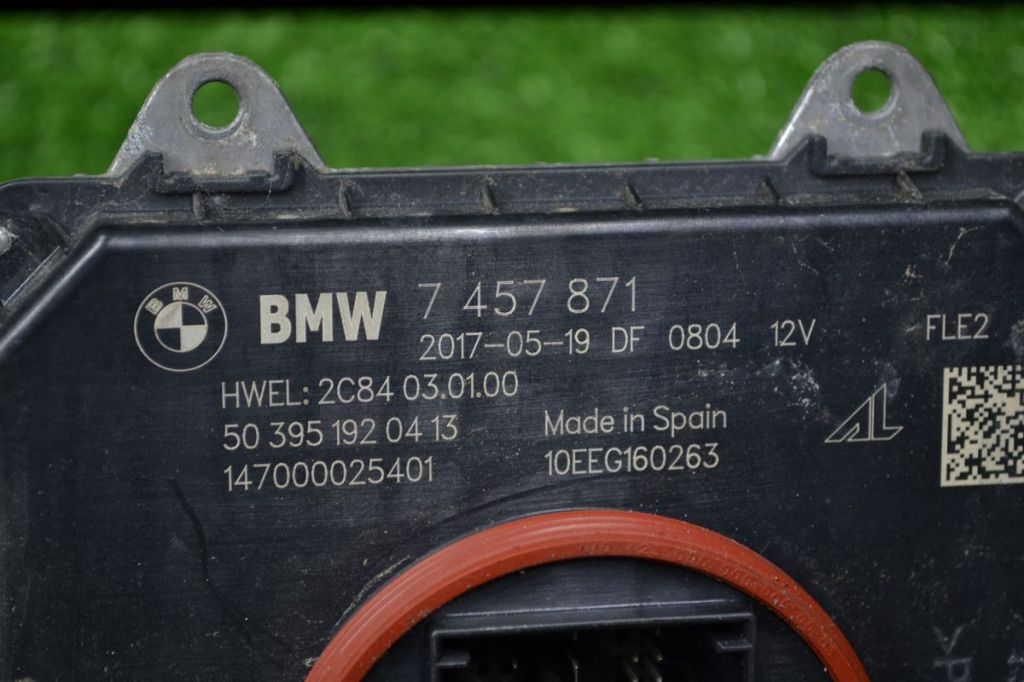 BMW BMW 7 457 871
2017-05-19 DF 0804 12V FLE2
HWEL: 2C84 03.01.00
50 395 192 04 13 Made in Spain AL
147000025401 10EEG160263